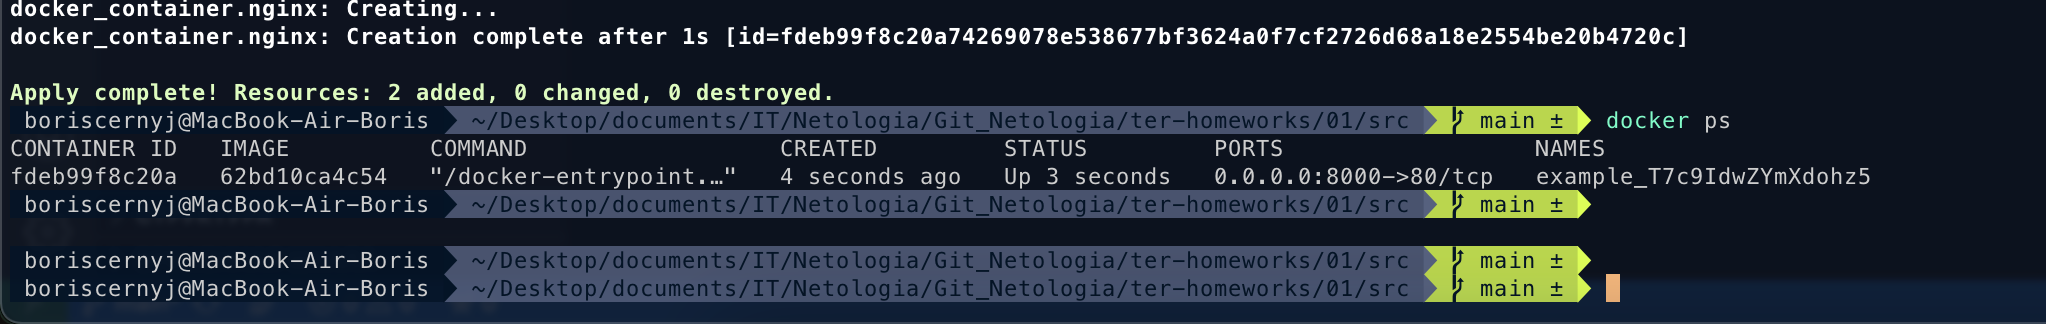 docker_container.nginx: Creating...
docker_container.nginx: Creation complete after 1s [id=fdeb99f8c20a74269078e538677bf3624a0f7cf2726d68a18e2554be20b4720c]
Apply complete! Resources: 2 added, 0 changed, 0 destroyed.
boriscernyj@MacBook-Air-Boris ~/Desktop/documents/IT/Netologia/Git_Netologia/ter-homeworks/01/src main ± docker ps
CONTAINER ID IMAGE COMMAND CREATED STATUS PORTS NAMES
fdeb99f8c20a 62bd10ca4c54 "/docker-entrypoint.…" 4 seconds ago Up 3 seconds 0.0.0.0:8000->80/tcp example_T7c9IdwZYmXdohz5
boriscernyj@MacBook-Air-Boris ~/Desktop/documents/IT/Netologia/Git_Netologia/ter-homeworks/01/src main ±
boriscernyj@MacBook-Air-Boris ~/Desktop/documents/IT/Netologia/Git_Netologia/ter-homeworks/01/src main ±
boriscernyj@MacBook-Air-Boris ~/Desktop/documents/IT/Netologia/Git_Netologia/ter-homeworks/01/src main ±